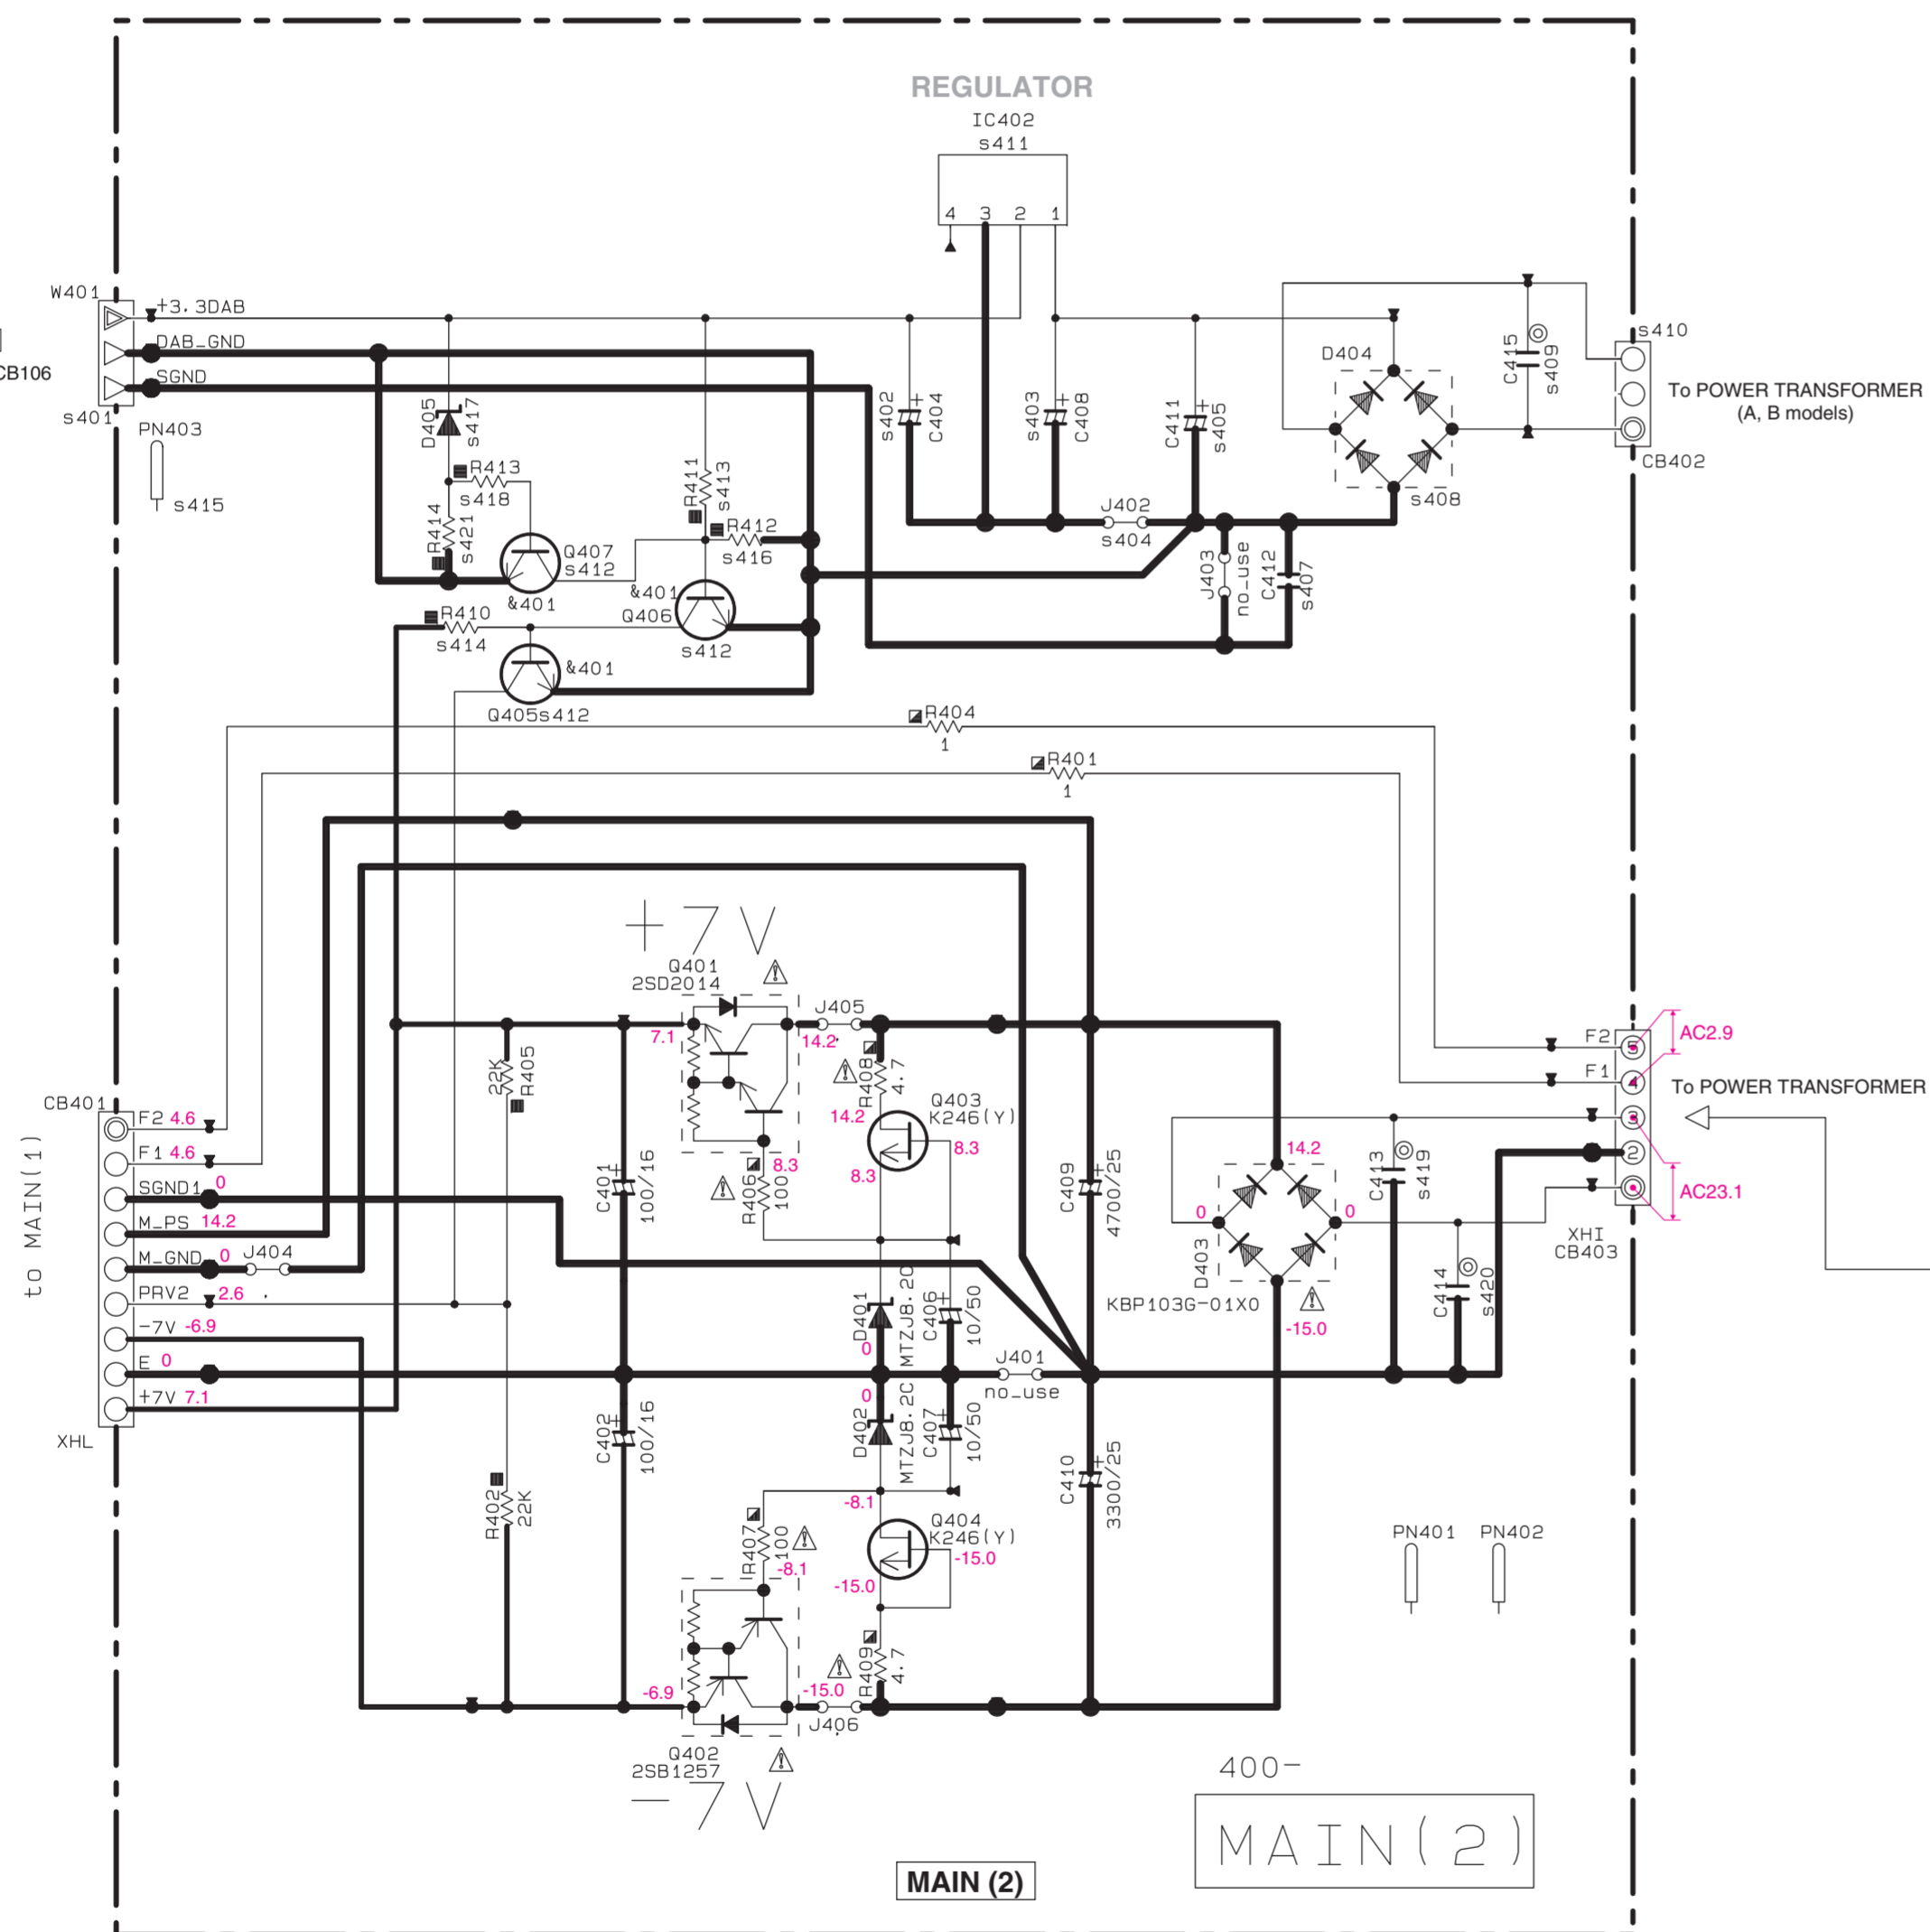 REGULATOR
IC402
s411
4 3 2 1
W401
+3.3DAB
DAB_GND
SGND
CB106
s401
PN403
s415
D405
s417
R413
s418
R414
s421
Q407
s412
&401
R411
s413
R412
s416
&401
Q406
s412
R410
s414
&401
Q405s412
s402
C404
s403
C408
C411
s405
J402
s404
J403
no_use
C412
s407
D404
s408
C415
s409
s410
CB402
To POWER TRANSFORMER
(A, B models)
R404
1
R401
1
+7V
Q401
2SD2014
7.1
J405
14.2
R408
4.7
14.2
Q403
K246(Y)
8.3
8.3
8.3
R406
100
22K
R405
C401
100/16
C409
4700/25
14.2
0
0
D403
KBP103G-01X0
-15.0
C413
s419
C414
s420
F2
5
F1
4
3
2
AC2.9
AC23.1
To POWER TRANSFORMER
XHI
CB403
to MAIN(1)
CB401
F2 4.6
F1 4.6
SGND1 0
M_PS 14.2
M_GND 0
J404
PRV2 2.6
-7V -6.9
E 0
+7V 7.1
XHL
D401
MTZJ8.2C
0
C406
10/50
J401
no_use
0
D402
MTZJ8.2C
C407
10/50
C402
100/16
C410
3300/25
R402
22K
-8.1
R407
100
-8.1
Q404
K246(Y)
-15.0
-15.0
R409
4.7
-6.9
-15.0
J406
Q402
2SB1257
-7V
PN401
PN402
400-
MAIN(2)
MAIN (2)